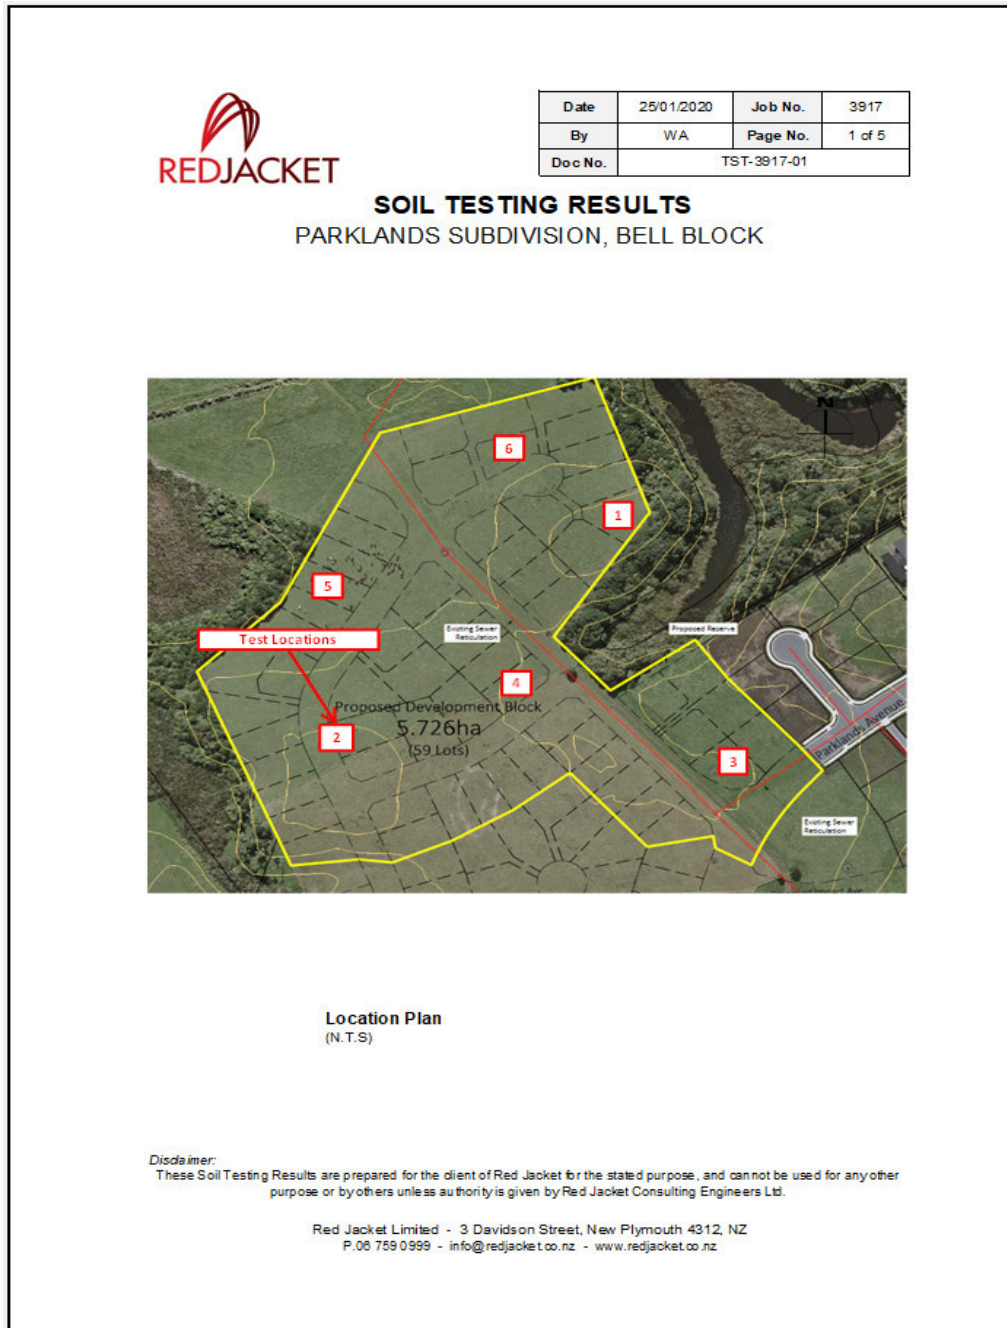 REDJACKET
Date 25/01/2020 Job No. 3917
By WA Page No. 1 of 5
Doc No. TST-3917-01
SOIL TESTING RESULTS
PARKLANDS SUBDIVISION, BELL BLOCK
N
6
1
5
Test Locations
Existing Sewer
Reticulation
Proposed Reserve
4
Proposed Development Block
5.726ha
(59 Lots)
2
3
Parklands Avenue
Existing Sewer
Reticulation
Location Plan
(N.T.S)
Disclaimer:
These Soil Testing Results are prepared for the client of Red Jacket for the stated purpose, and cannot be used for any other
purpose or by others unless authority is given by Red Jacket Consulting Engineers Ltd.
Red Jacket Limited - 3 Davidson Street, New Plymouth 4312, NZ
P.06 759 0999 - info@redjacket.co.nz - www.redjacket.co.nz